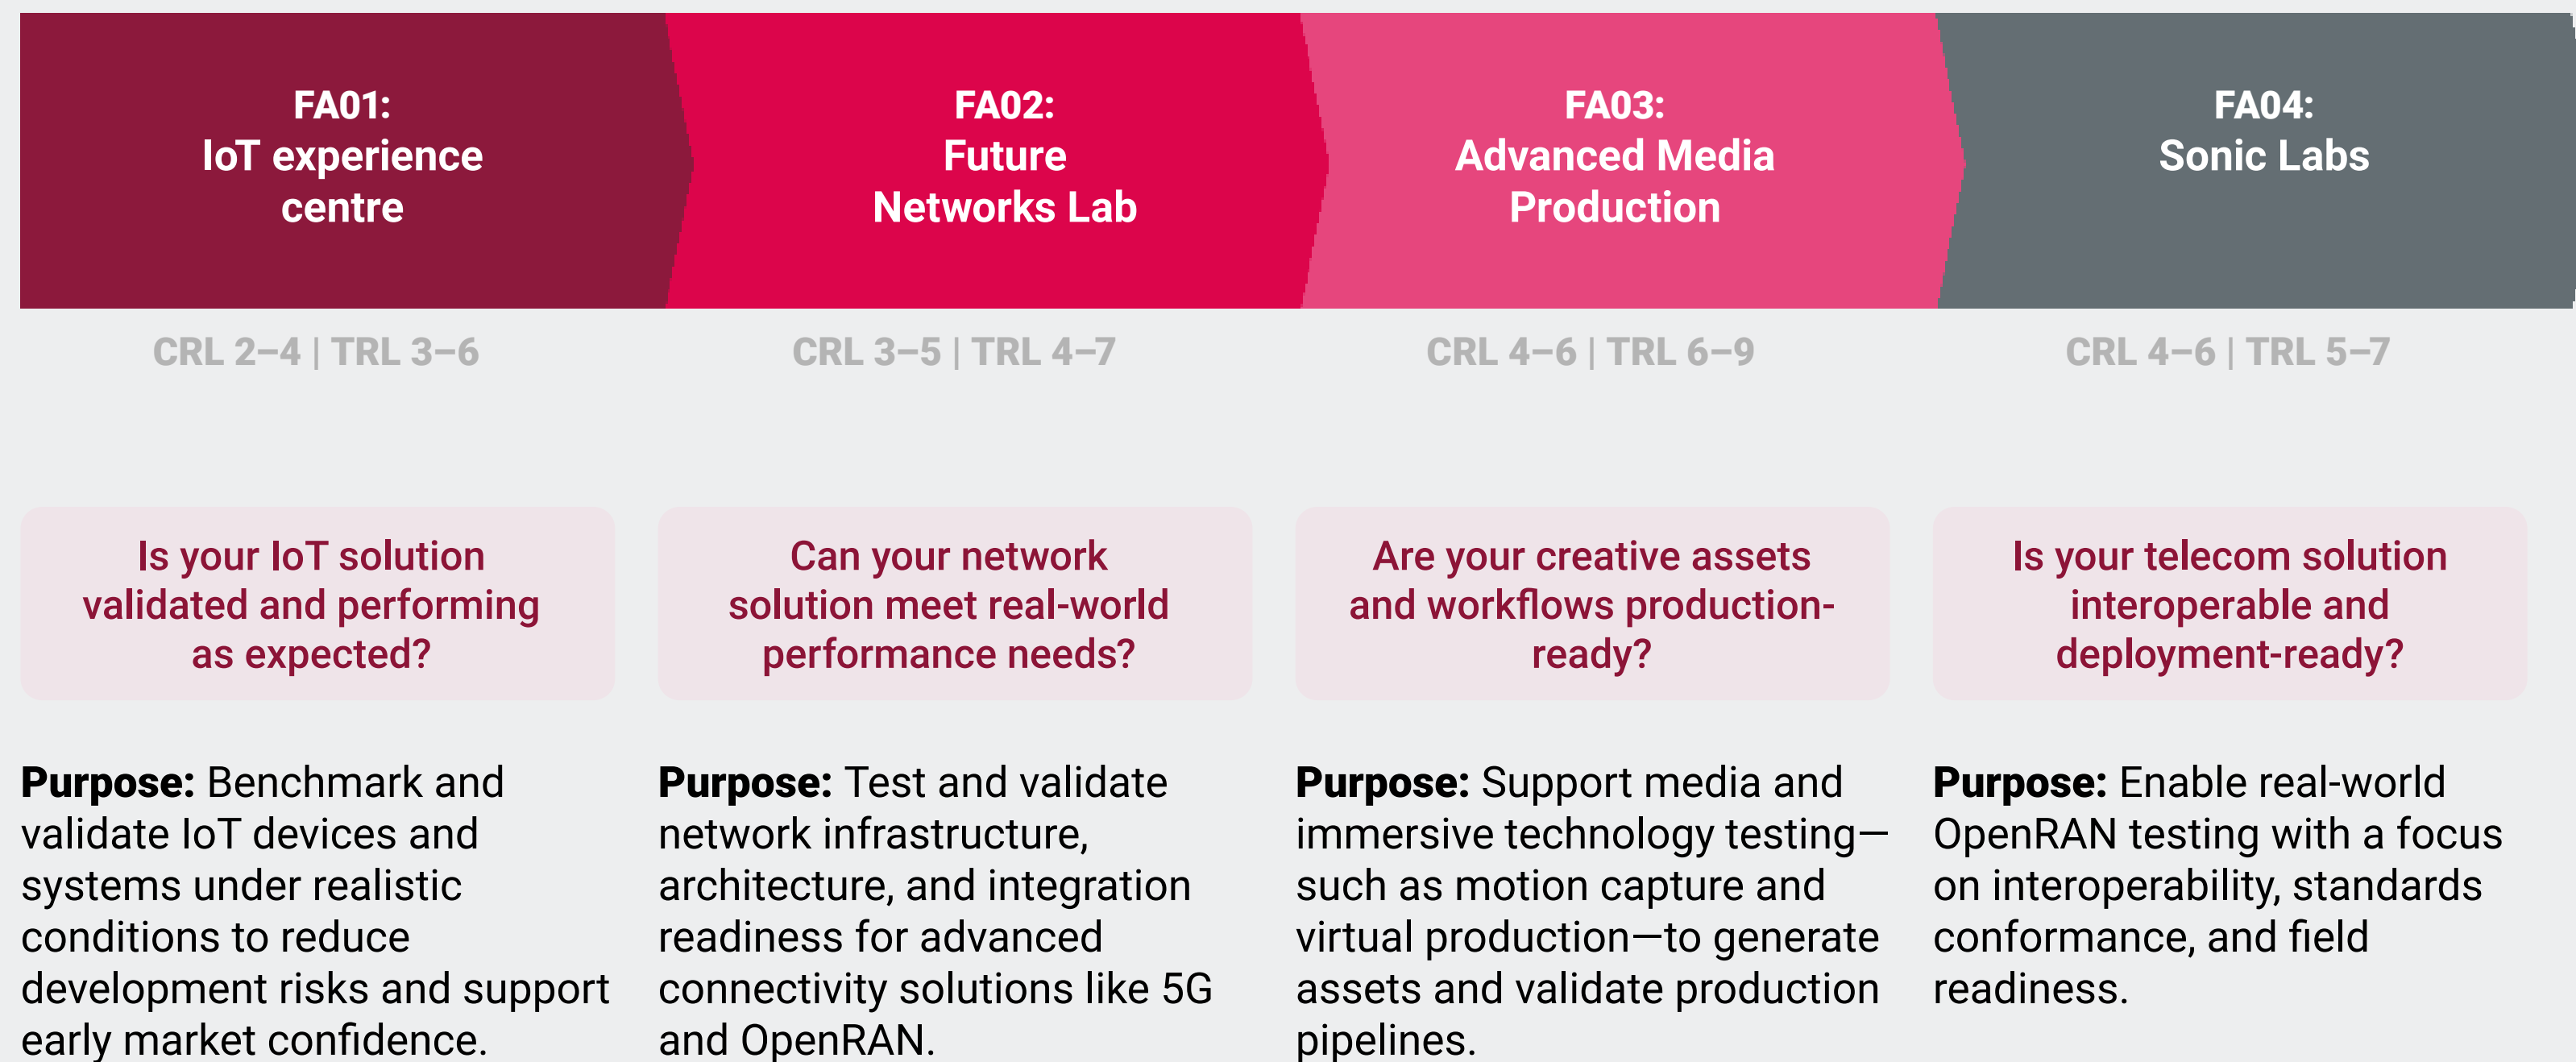 FA01:
IoT experience
centre
FA02:
Future
Networks Lab
FA03:
Advanced Media
Production
FA04:
Sonic Labs
CRL 2–4 | TRL 3–6
CRL 3–5 | TRL 4–7
CRL 4–6 | TRL 6–9
CRL 4–6 | TRL 5–7
Is your IoT solution
validated and performing
as expected?
Can your network
solution meet real-world
performance needs?
Are your creative assets
and workflows production-
ready?
Is your telecom solution
interoperable and
deployment-ready?
Purpose: Benchmark and
validate IoT devices and
systems under realistic
conditions to reduce
development risks and support
early market confidence.
Purpose: Test and validate
network infrastructure,
architecture, and integration
readiness for advanced
connectivity solutions like 5G
and OpenRAN.
Purpose: Support media and
immersive technology testing—
such as motion capture and
virtual production—to generate
assets and validate production
pipelines.
Purpose: Enable real-world
OpenRAN testing with a focus
on interoperability, standards
conformance, and field
readiness.